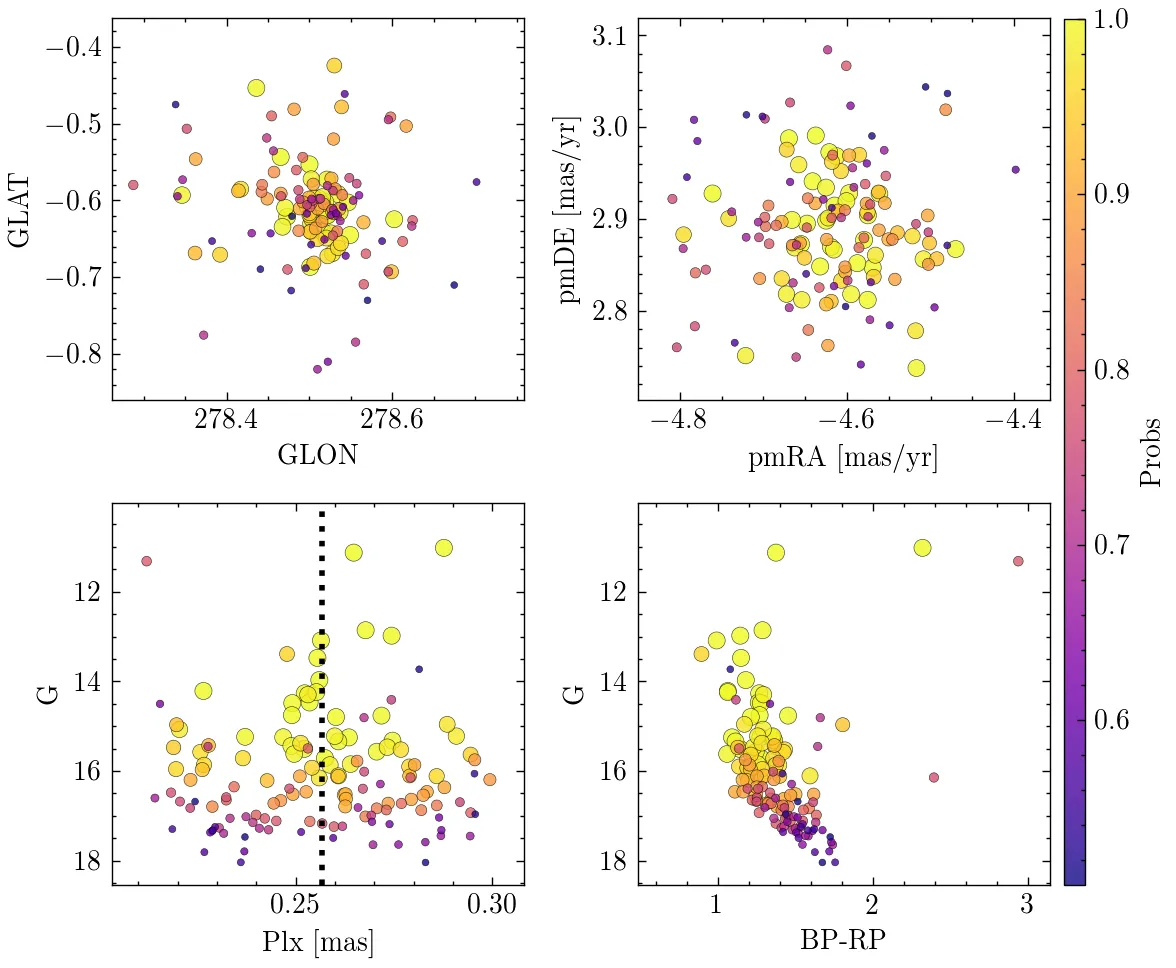 −0.4
−0.5
−0.6
−0.7
−0.8
GLAT
278.4 278.6
GLON
3.1
3.0
2.9
2.8
pmDE [mas/yr]
−4.8 −4.6 −4.4
pmRA [mas/yr]
1.0
0.9
0.8
0.7
0.6
Probs
12
14
16
18
G
0.25 0.30
Plx [mas]
12
14
16
18
G
1 2 3
BP-RP